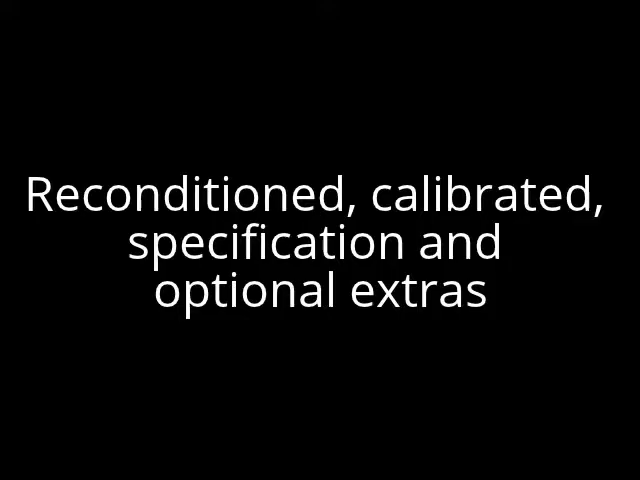 Reconditioned, calibrated,
specification and
optional extras